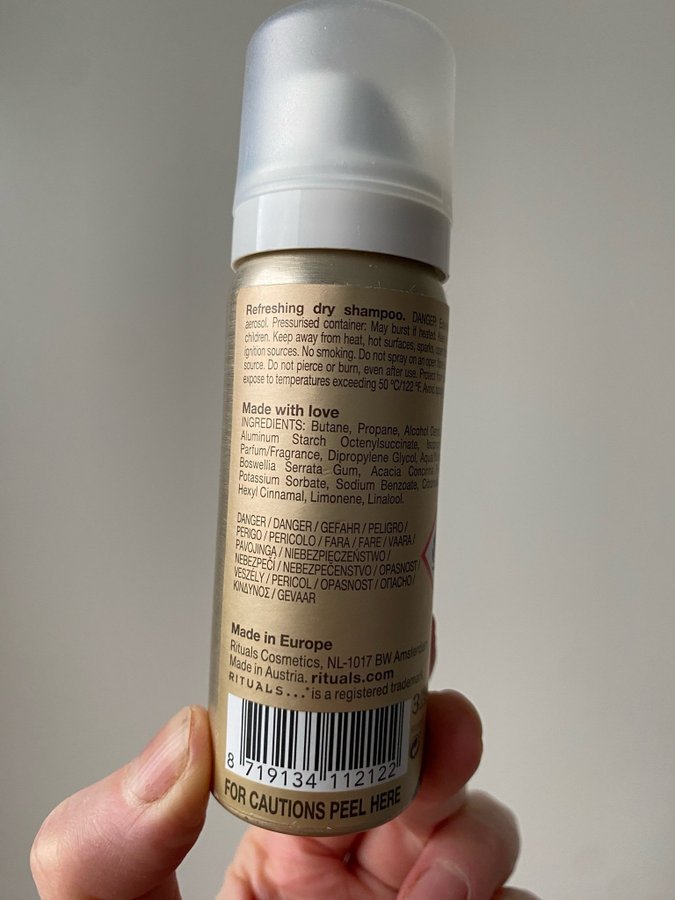 Refreshing dry shampoo. DANGER:
aerosol. Pressurised container: May burst if heated.
children. Keep away from heat, hot surfaces, sparks,
ignition sources. No smoking. Do not spray on an open
source. Do not pierce or burn, even after use. Protect
expose to temperatures exceeding 50 °C/122 °F. Avoid
Made with love
INGREDIENTS: Butane, Propane, Alcohol
Aluminum Starch Octenylsuccinate,
Parfum/Fragrance, Dipropylene Glycol,
Boswellia Serrata Gum, Acacia
Potassium Sorbate, Sodium Benzoate,
Hexyl Cinnamal, Limonene, Linalool.
DANGER / DANGER / GEFAHR / PELIGRO /
PERIGO / PERICOLO / FARA / FARE / VAARA /
PAVOJINGA / NIEBEZPIECZEŃSTWO /
NEBEZPEČÍ / NEBEZPEČENSTVO / OPASNOST /
VESZÉLY / PERICOL / OPASNOST / ОПАСНО /
ΚΙΝΔΥΝΟΣ / GEVAAR
Made in Europe
Rituals Cosmetics, NL-1017 BW Amsterdam
Made in Austria. rituals.com
RITUALS...® is a registered trademark.
8 719134 112122
FOR CAUTIONS PEEL HERE